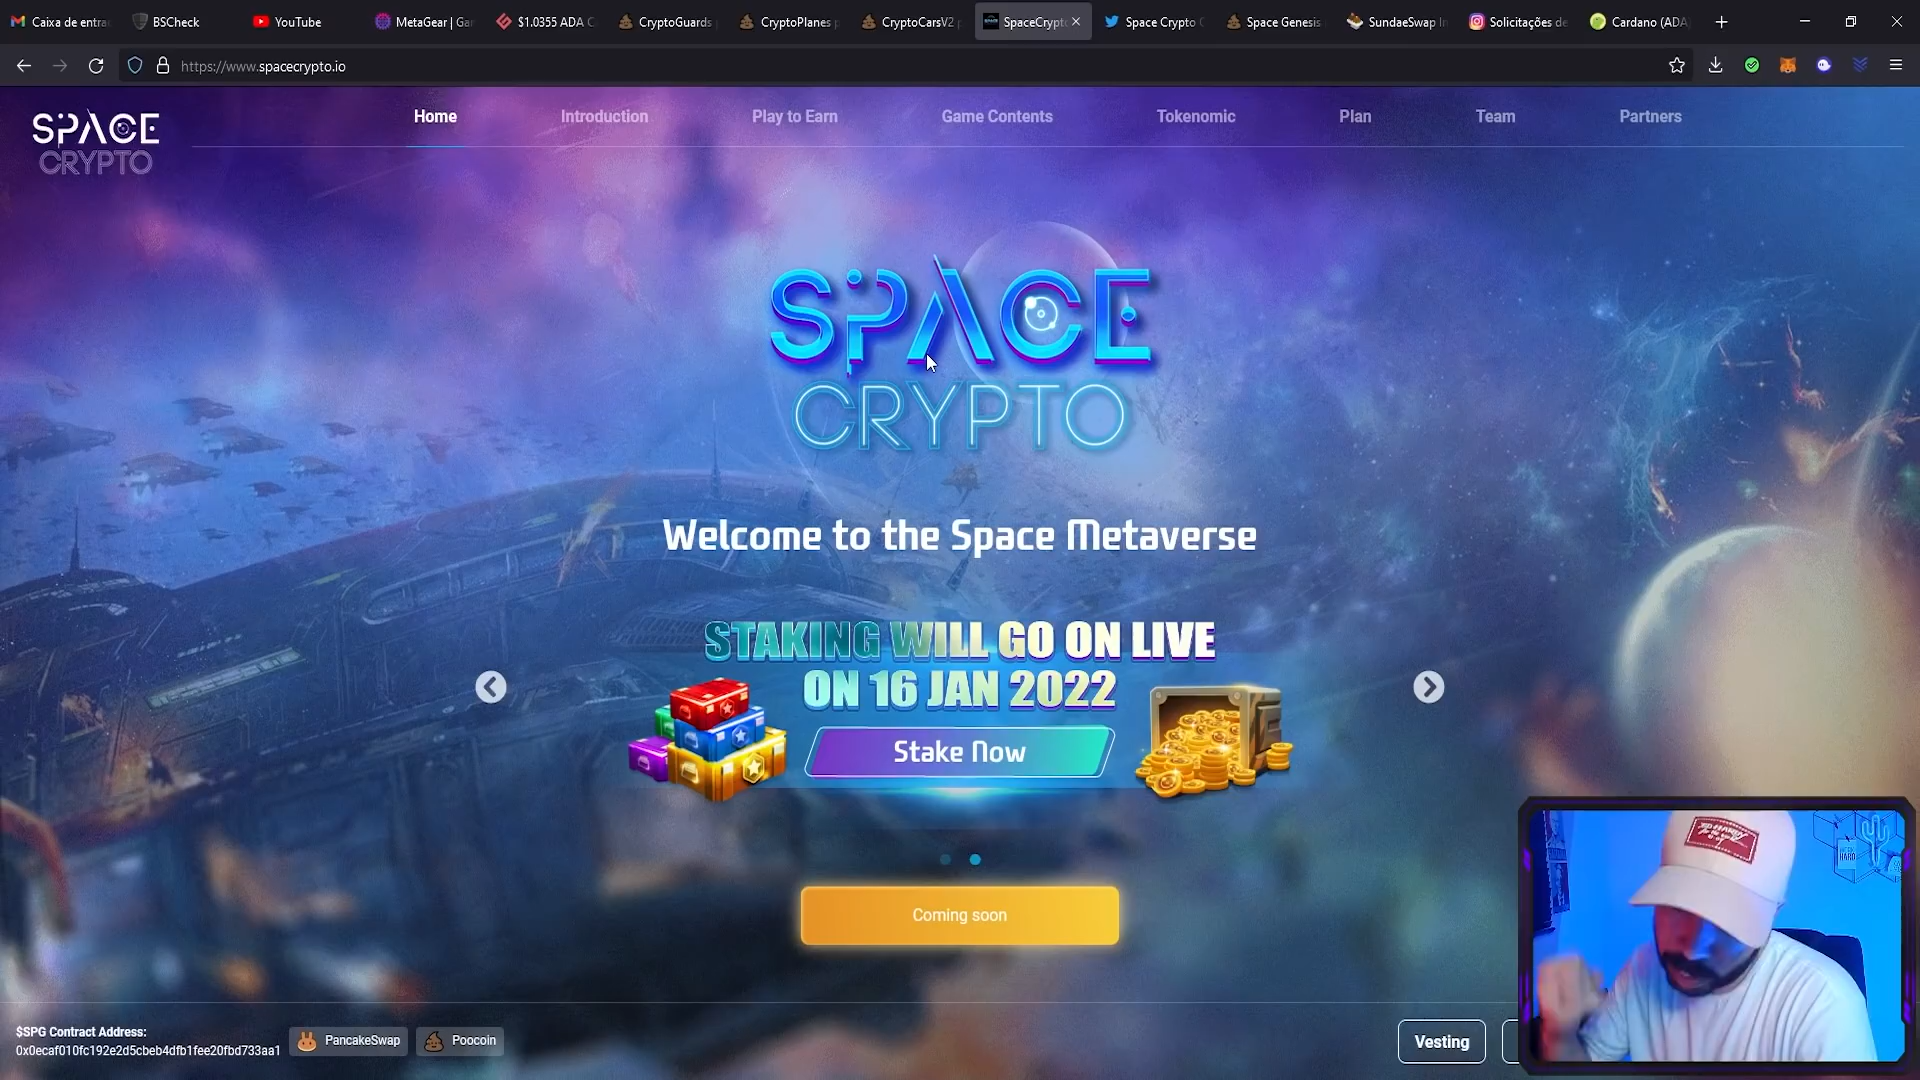 Caixa de entra
BSCheck
YouTube
MetaGear | Gar
$1.0355 ADA C
CryptoGuards
CryptoPlanes p
CryptoCarsV2 p
SpaceCrypto
Space Crypto
Space Genesis
SundaeSwap
Solicitações de
Cardano (ADA)
https://www.spacecrypto.io
SPACE
CRYPTO
Home
Introduction
Play to Earn
Game Contents
Tokenomic
Plan
Team
Partners
SPACE
CRYPTO
Welcome to the Space Metaverse
STAKING WILL GO ON LIVE
ON 16 JAN 2022
Stake Now
Coming soon
$SPG Contract Address:
0x0ecaf010fc192e2d5cbeb4dfb1fee20fbd733aa1
PancakeSwap
Poocoin
Vesting